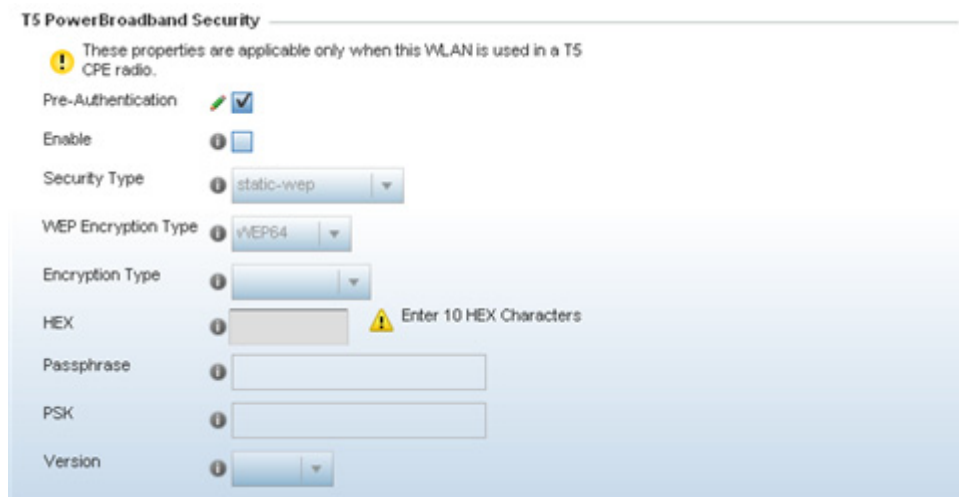 T5 PowerBroadband Security
These properties are applicable only when this WLAN is used in a T5
CPE radio.
Pre-Authentication
Enable
Security Type static-wep
WEP Encryption Type WEP64
Encryption Type
HEX Enter 10 HEX Characters
Passphrase
PSK
Version